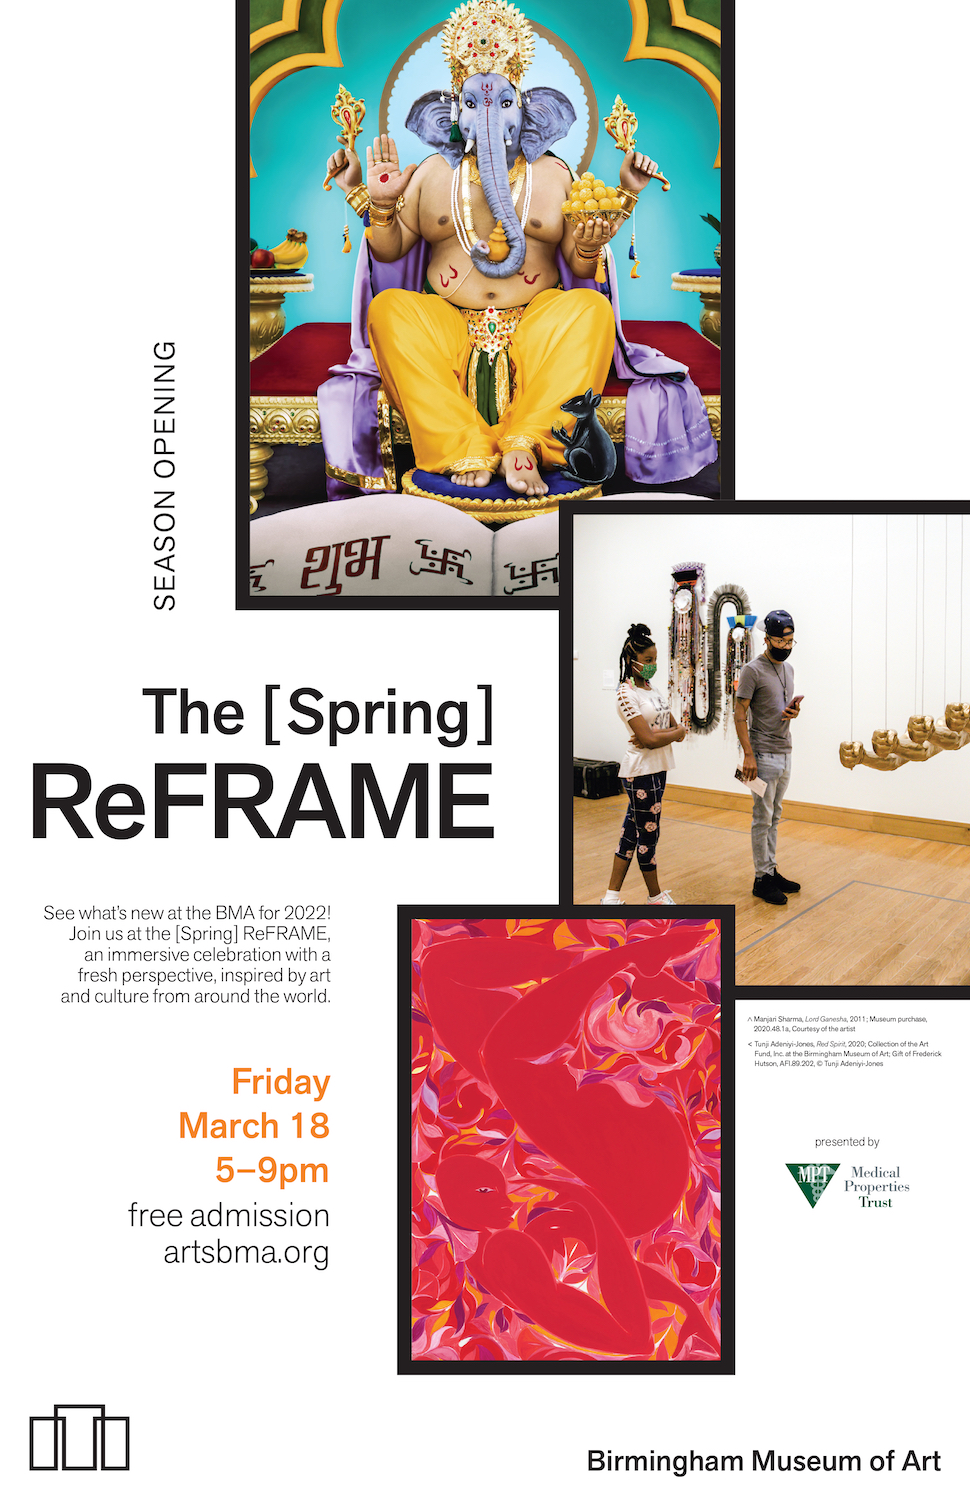 SEASON OPENING
शुभ
The [Spring]
ReFRAME
See what's new at the BMA for 2022!
Join us at the [Spring] ReFRAME,
an immersive celebration with a
fresh perspective, inspired by art
and culture from around the world.
Friday
March 18
5–9pm
free admission
artsbma.org
^ Manjari Sharma, Lord Ganesha, 2011; Museum purchase,
2020.48.1a, Courtesy of the artist
< Tunji Adeniyi-Jones, Red Spirit, 2020; Collection of the Art
Fund, Inc. at the Birmingham Museum of Art; Gift of Frederick
Hutson, AFI.89.202, © Tunji Adeniyi-Jones
presented by
MPT
Medical
Properties
Trust
Birmingham Museum of Art